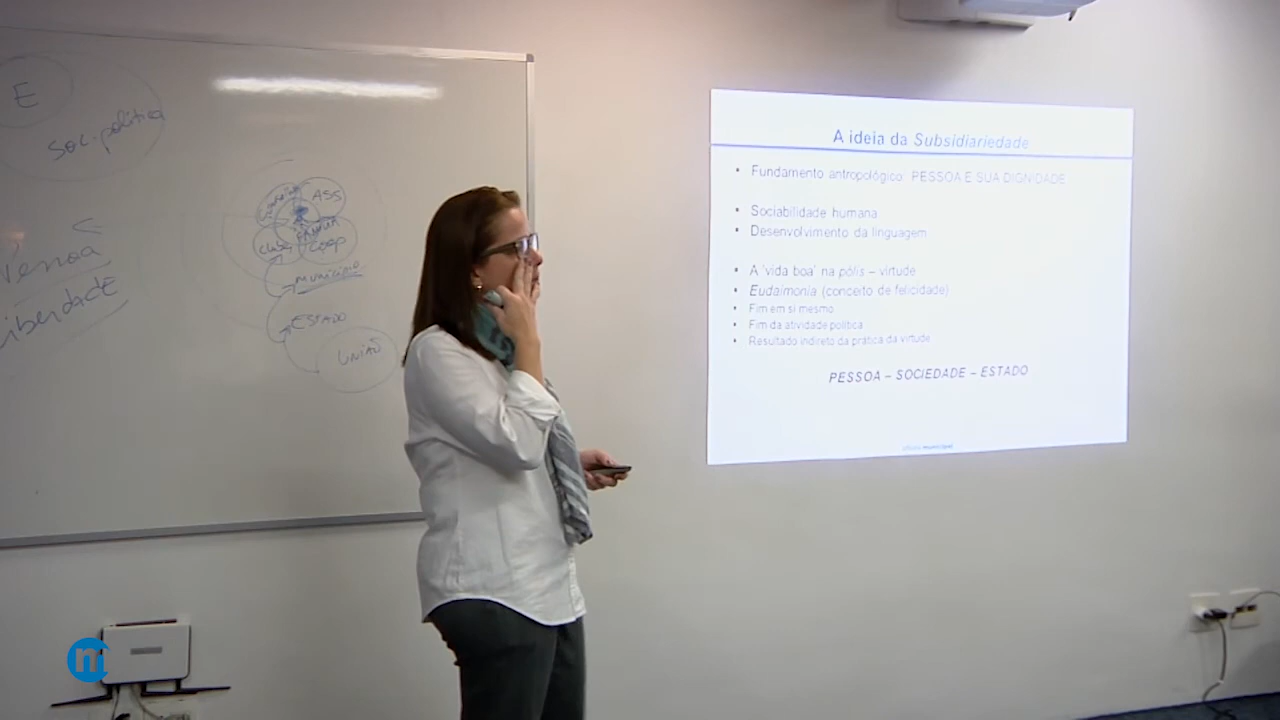 E
Soc. política
<
Pessoa
Liberdade
ASS
clube
coop
município
ESTADO
UNIÃO
A ideia da Subsidiariedade
• Fundamento antropológico: PESSOA E SUA DIGNIDADE
• Sociabilidade humana
• Desenvolvimento da linguagem
• A 'vida boa' na pólis – virtude
• Eudaimonia (conceito de felicidade)
• Fim em si mesmo
• Fim da atividade política
• Resultado indireto da prática da virtude
PESSOA – SOCIEDADE – ESTADO
m